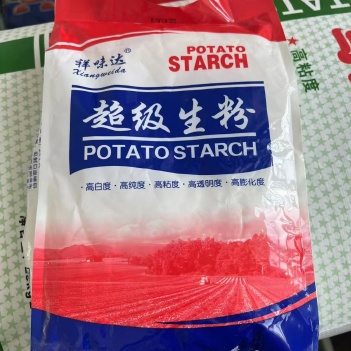 祥味达®
Xiangweida
POTATO
STARCH
超级生粉
POTATO STARCH
·高白度·高纯度·高粘度·高透明度·高膨化度
高粘度